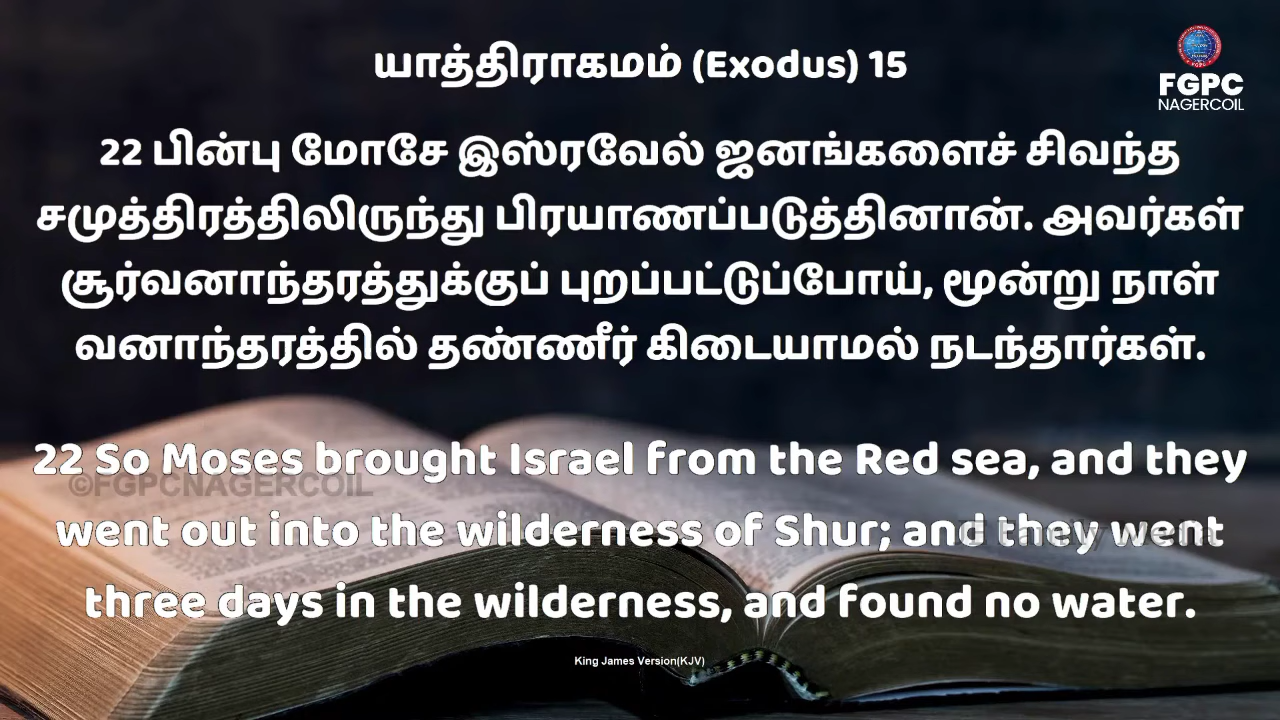 யாத்திராகமம் (Exodus) 15
FGPC
NAGERCOIL
22 பின்பு மோசே இஸ்ரவேல் ஜனங்களைச் சிவந்த
சமுத்திரத்திலிருந்து பிரயாணப்படுத்தினான். அவர்கள்
சூர்வனாந்தரத்துக்குப் புறப்பட்டுப்போய், மூன்று நாள்
வனாந்தரத்தில் தண்ணீர் கிடையாமல் நடந்தார்கள்.
22 So Moses brought Israel from the Red sea, and they
©FGPCNAGERCOIL
went out into the wilderness of Shur; and they went
three days in the wilderness, and found no water.
King James Version(KJV)